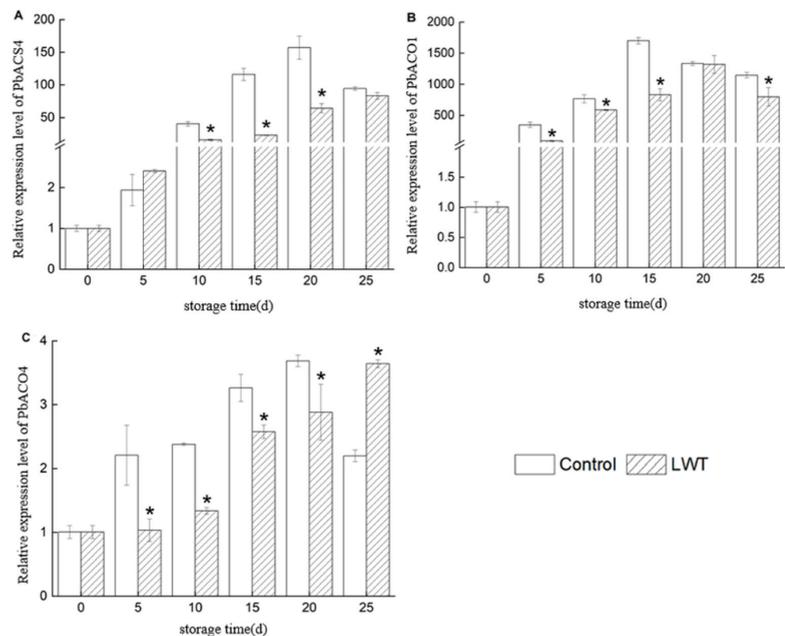 A
Relative expression level of PbACS4
200
150
100
50
2
1
0
*
*
*
0 5 10 15 20 25
storage time(d)
B
Relative expression level of PbACO1
2000
1500
1000
500
1.5
1.0
0.5
0.0
*
*
*
*
0 5 10 15 20 25
storage time(d)
C
Relative expression level of PbACO4
4
3
2
1
0
*
*
*
*
*
0 5 10 15 20 25
storage time(d)
Control LWT